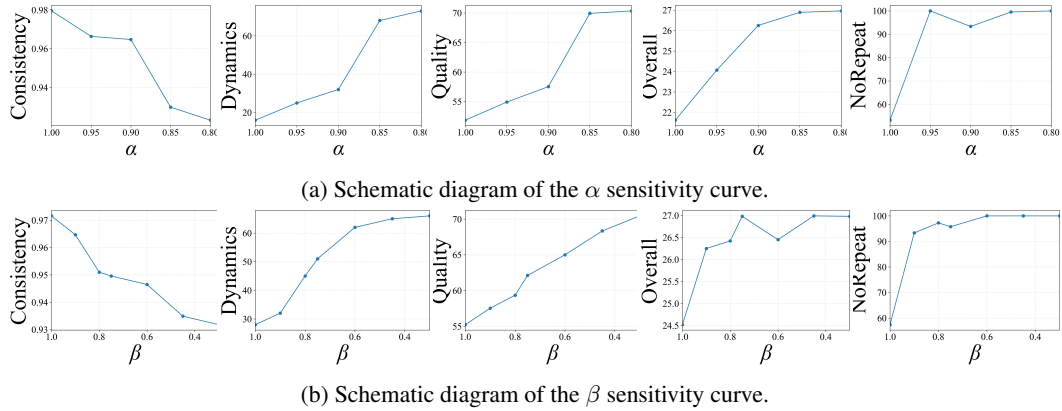 Consistency
0.98
0.96
0.94
1.00 0.95 0.90 0.85 0.80
α
Dynamics
60
40
20
1.00 0.95 0.90 0.85 0.80
α
Quality
70
65
60
55
1.00 0.95 0.90 0.85 0.80
α
Overall
27
26
25
24
23
22
21
1.00 0.95 0.90 0.85 0.80
α
NoRepeat
100
90
80
70
60
1.00 0.95 0.90 0.85 0.80
α
(a) Schematic diagram of the α sensitivity curve.
Consistency
0.97
0.96
0.95
0.94
0.93
1.0 0.8 0.6 0.4
β
Dynamics
60
50
40
30
1.0 0.8 0.6 0.4
β
Quality
70
65
60
55
1.0 0.8 0.6 0.4
β
Overall
27.0
26.5
26.0
25.5
25.0
24.5
1.0 0.8 0.6 0.4
β
NoRepeat
100
90
80
70
60
1.0 0.8 0.6 0.4
β
(b) Schematic diagram of the β sensitivity curve.